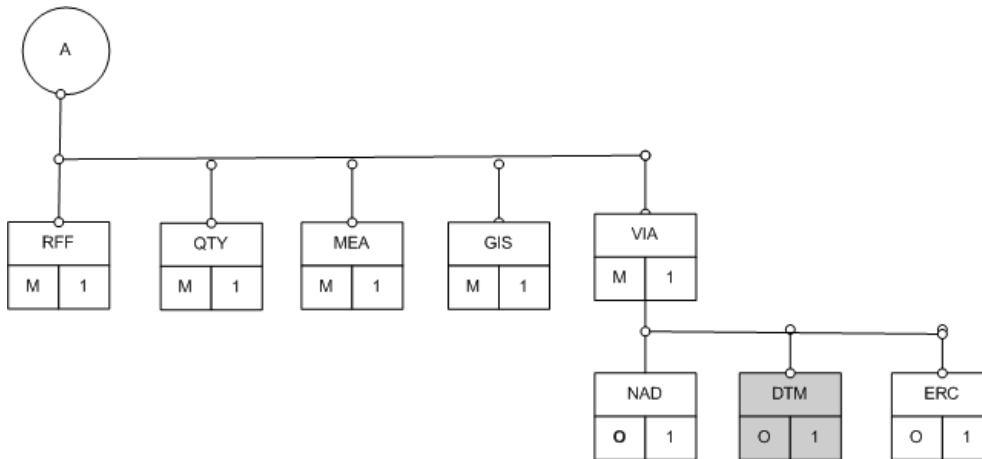 A
RFF QTY MEA GIS VIA
M 1 M 1 M 1 M 1 M 1
NAD DTM ERC
O 1 O 1 O 1